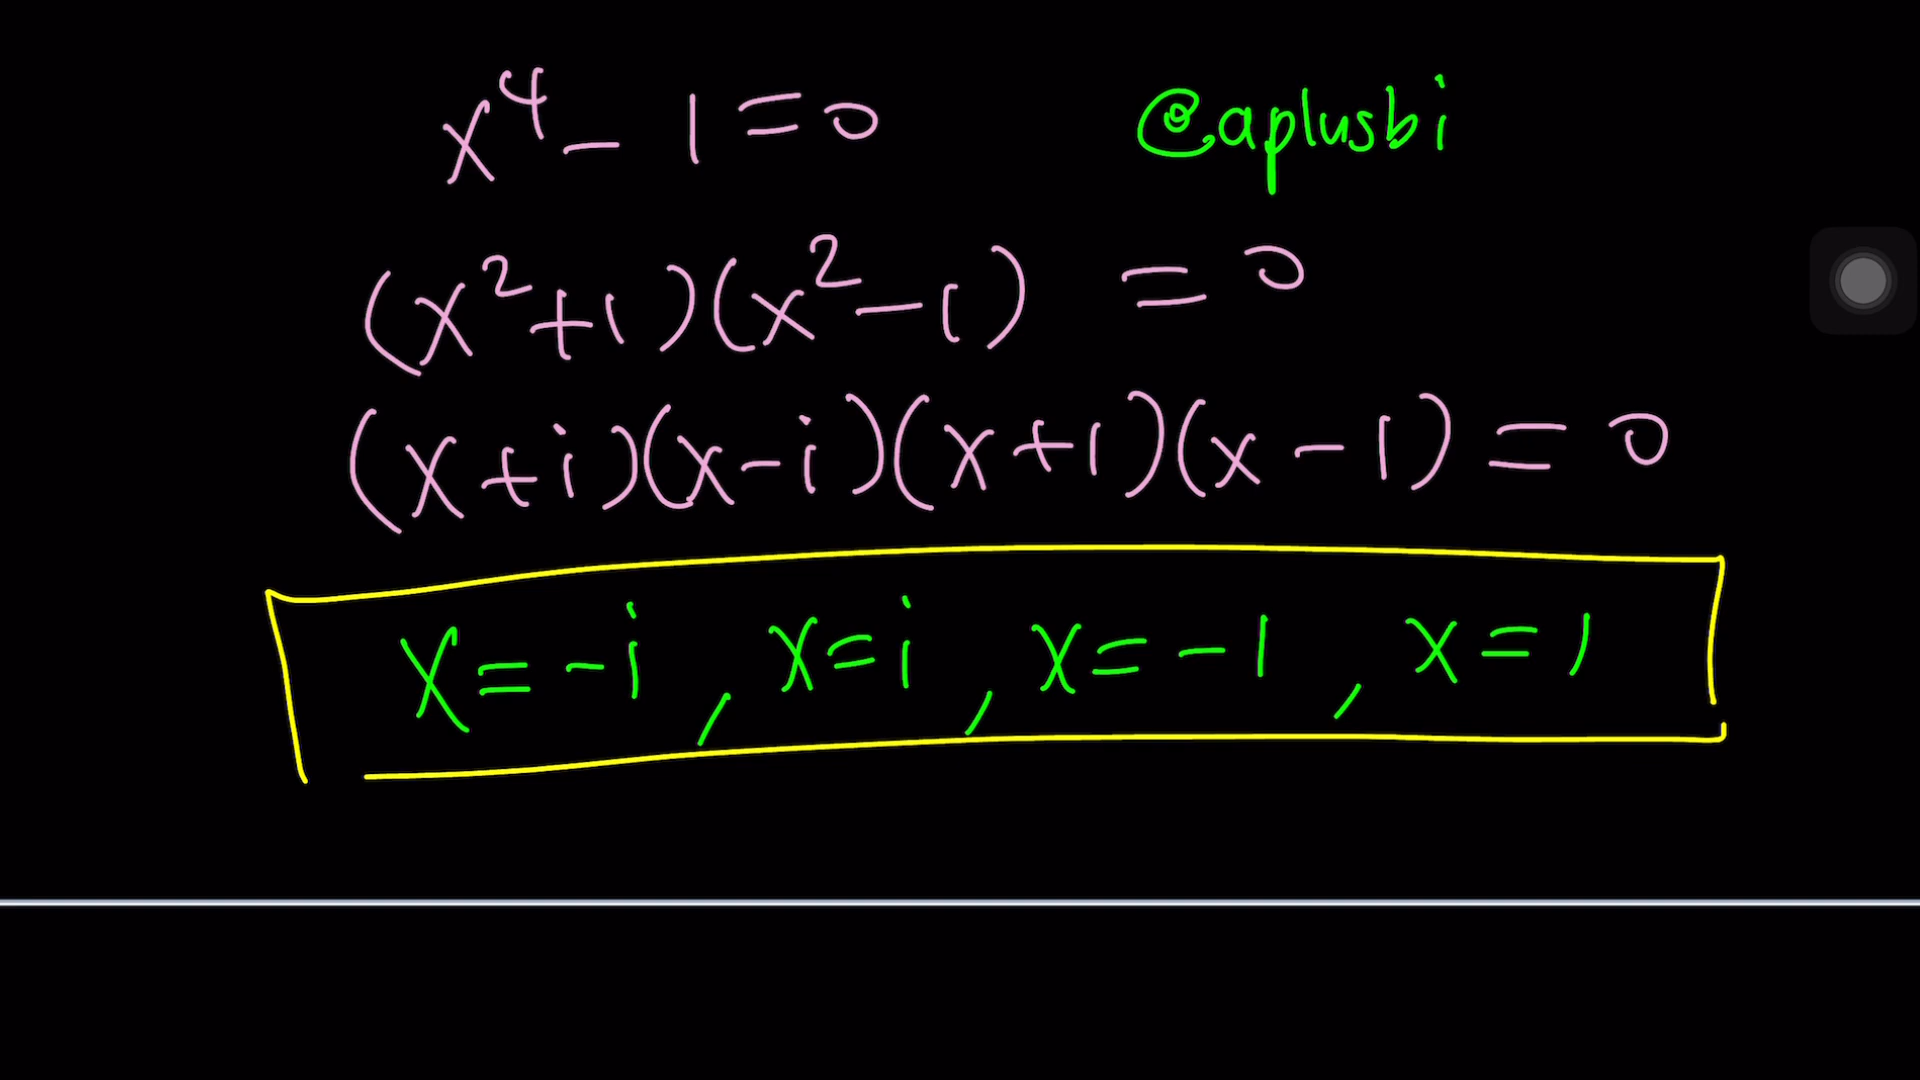 x⁴ - 1 = 0
@aplusbi
(x²+1)(x²-1) = 0
(x+i)(x-i)(x+1)(x-1) = 0
x = -i, x = i, x = -1, x = 1